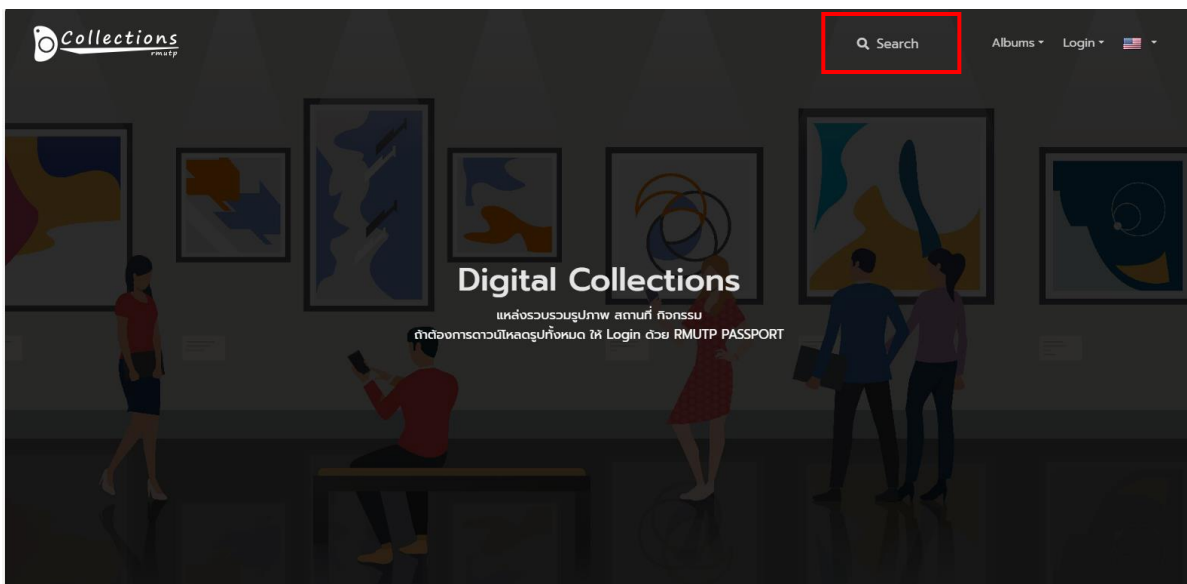 Collections
rmutp
Search
Albums
Login
Digital Collections
แหล่งรวบรวมรูปภาพ สถานที่ กิจกรรม
ถ้าต้องการดาวน์โหลดรูปทั้งหมด ให้ Login ด้วย RMUTP PASSPORT